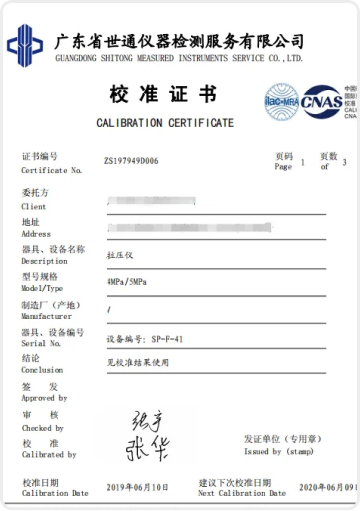 广东省世通仪器检测服务有限公司
GUANGDONG SHITONG MEASURED INSTRUMENTS SERVICE CO.,LTD.
校准证书
CALIBRATION CERTIFICATE
ilac-MRA
CNAS
中国
国际
校准
CALI
CNA
证书编号 ZS197949D006 页码 1 页数 3
Certificate No. Page of
委托方
Client
地址
Address
器具、设备名称 拉压仪
Description
型号规格 4MPa/5MPa
Model/Type
制造厂（产地） /
Manufacturer
器具、设备编号 设备编号: SP-F-41
Serial No.
结论 见校准结果使用
Conclusion
签 发
Approved by
审 核
Checked by
校 准 张华
Calibrated by
发证单位（专用章）
Issued by (stamp)
校准日期 2019年06月10日 建议下次校准日期 2020年06月09日
Calibration Date Next Calibration Date